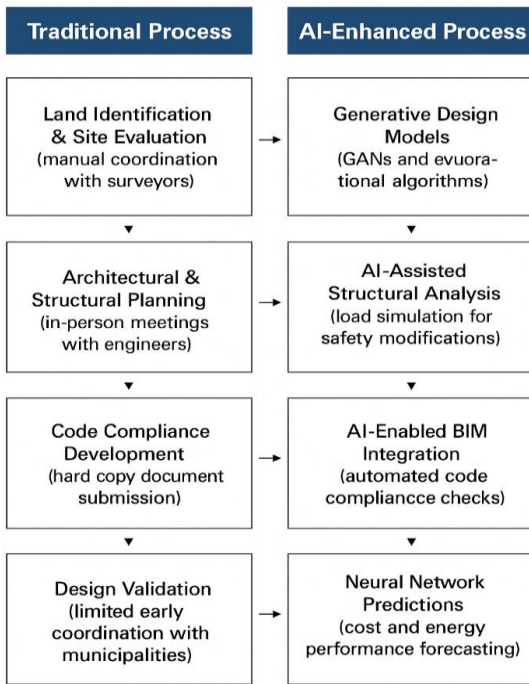 Traditional Process
AI-Enhanced Process
Land Identification
& Site Evaluation
(manual coordination
with surveyors)
Generative Design
Models
(GANs and evuora-
tional algorithms)
Architectural &
Structural Planning
(in-person meetings
with engineers)
AI-Assisted
Structural Analysis
(load simulation for
safety modifications)
Code Compliance
Development
(hard copy document
submission)
AI-Enabled BIM
Integration
(automated code
compliancce checks)
Design Validation
(limited early
coordination with
municipalities)
Neural Network
Predictions
(cost and energy
performance forecasting)